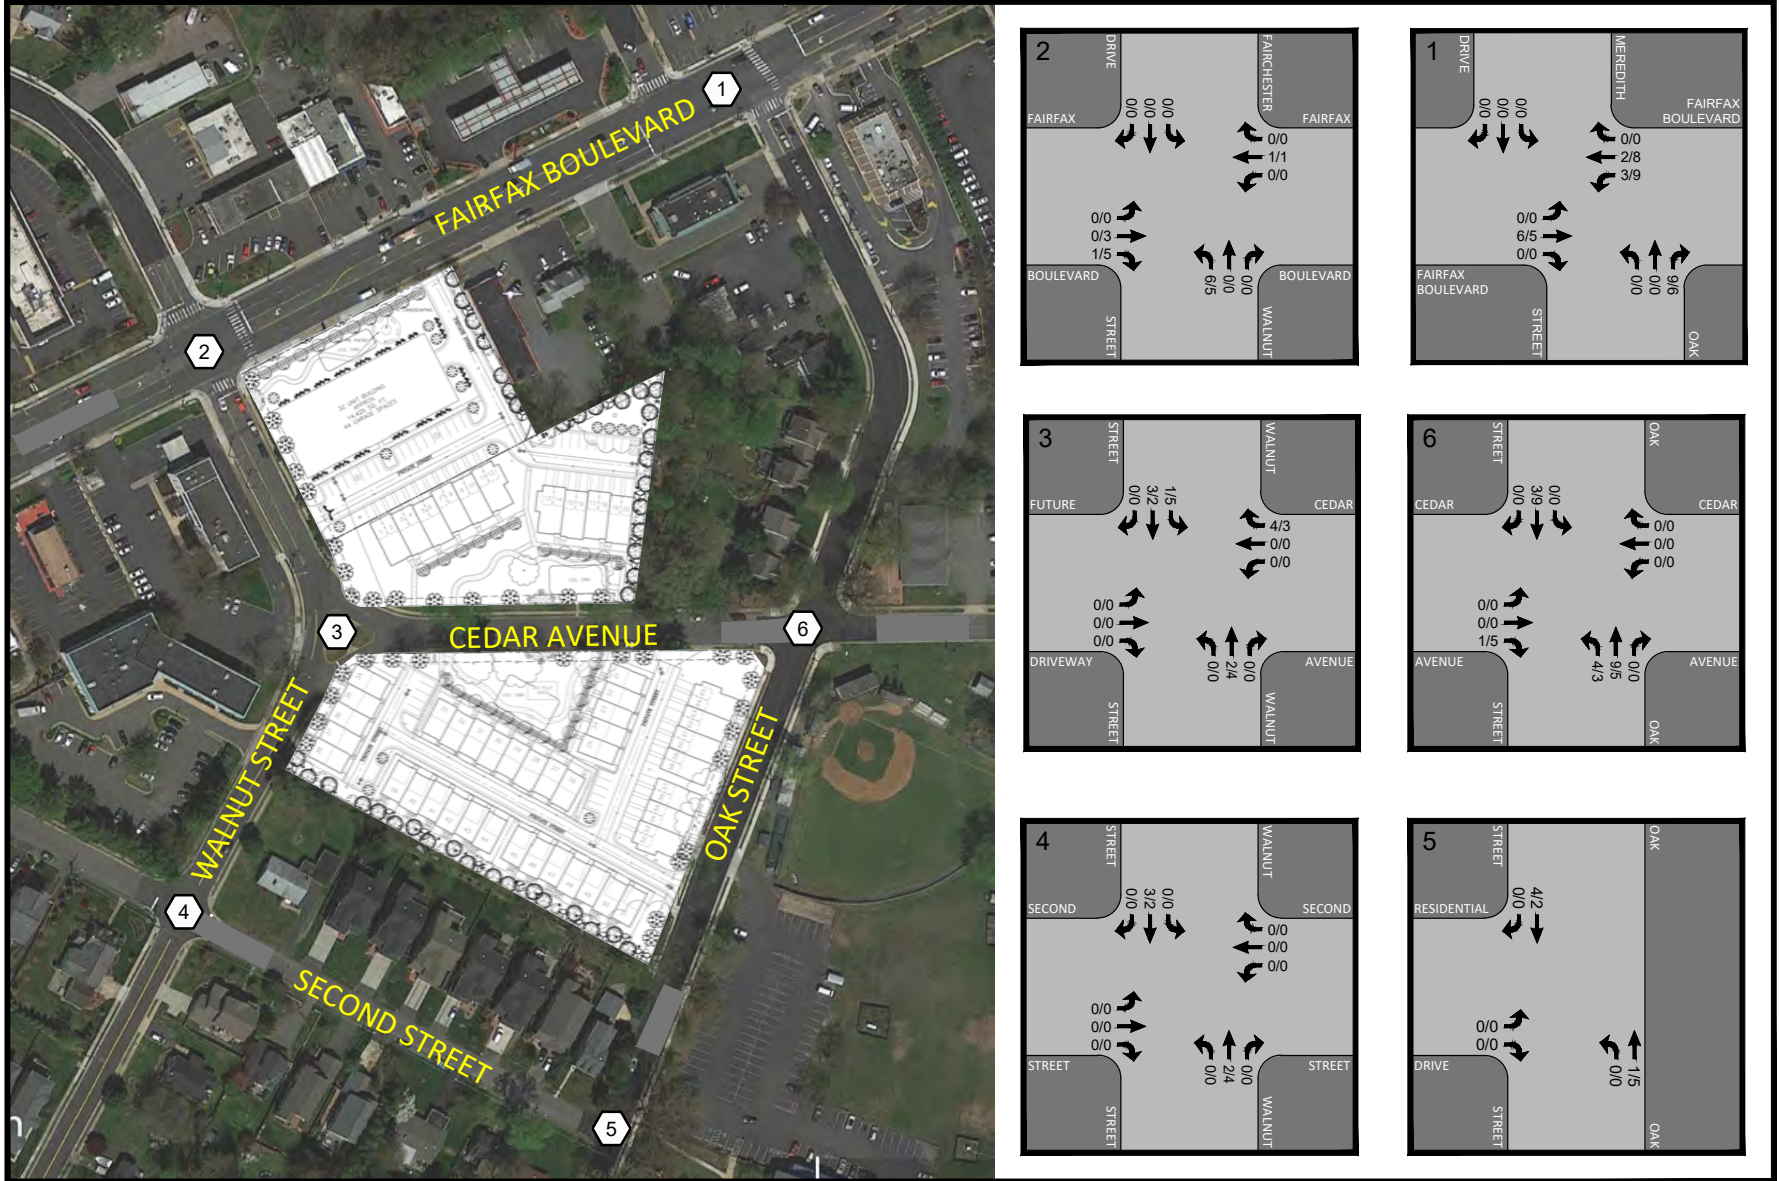 FAIRFAX BOULEVARD
CEDAR AVENUE
WALNUT STREET
OAK STREET
SECOND STREET
1
2
3
6
4
5
32 UNIT BUILDING
2
DRIVE
FAIRCHESTER
FAIRFAX
FAIRFAX
0/0
0/0
0/0
0/0
1/1
0/0
0/0
0/3
1/5
BOULEVARD
BOULEVARD
6/5
0/0
0/0
STREET
WALNUT
1
DRIVE
MEREDITH
FAIRFAX
BOULEVARD
0/0
0/0
0/0
0/0
2/8
3/9
0/0
6/5
0/0
FAIRFAX
BOULEVARD
0/0
0/0
9/6
STREET
OAK
3
STREET
WALNUT
FUTURE
CEDAR
0/0
3/2
1/5
4/3
0/0
0/0
0/0
0/0
0/0
DRIVEWAY
AVENUE
0/0
2/4
0/0
STREET
WALNUT
6
STREET
OAK
CEDAR
CEDAR
0/0
3/9
0/0
0/0
0/0
0/0
0/0
0/0
1/5
AVENUE
AVENUE
4/3
9/5
0/0
STREET
OAK
4
STREET
WALNUT
SECOND
SECOND
0/0
3/2
0/0
0/0
0/0
0/0
0/0
0/0
0/0
STREET
STREET
0/0
2/4
0/0
STREET
WALNUT
5
STREET
OAK
RESIDENTIAL
0/0
4/2
0/0
0/0
DRIVE
0/0
1/5
STREET
OAK